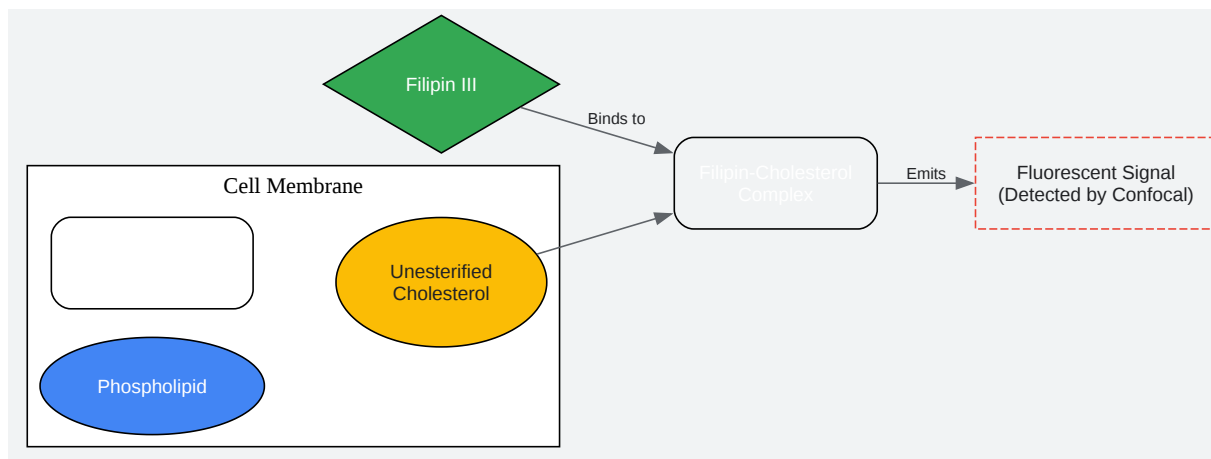 Filipin III
Binds to
Cell Membrane
Filipin-Cholesterol
Complex
Emits
Fluorescent Signal
(Detected by Confocal)
Unesterified
Cholesterol
Phospholipid